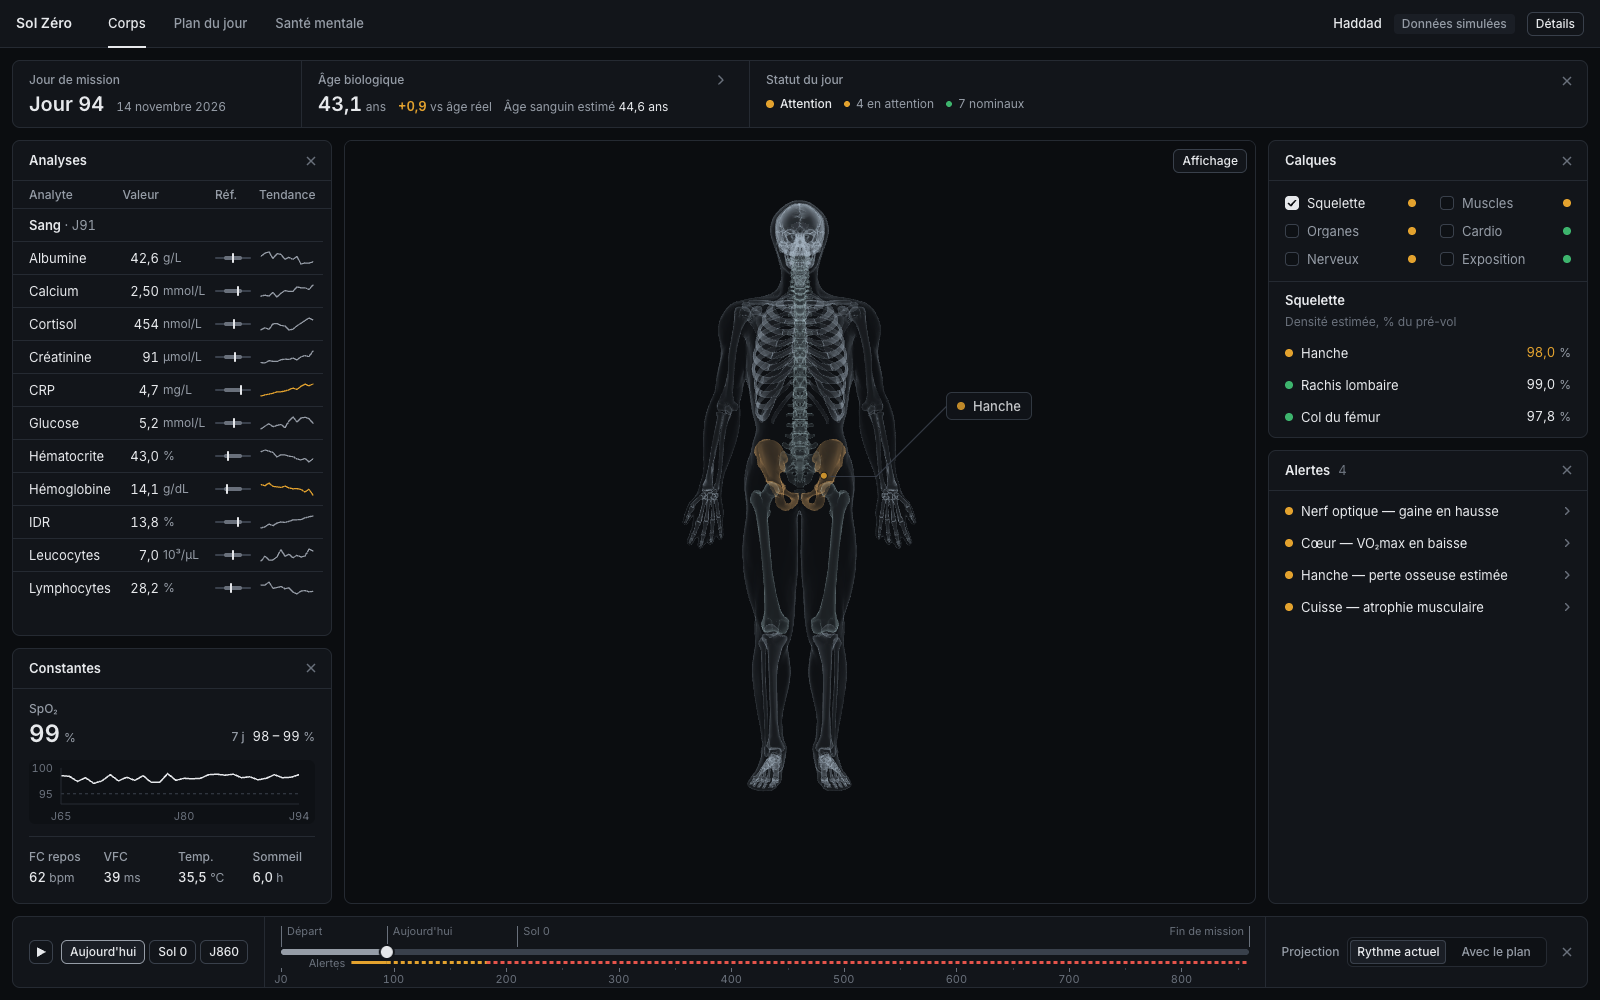 Sol Zéro
Corps
Plan du jour
Santé mentale
Haddad
Données simulées
Détails
Jour de mission
Jour 94 14 novembre 2026
Âge biologique
43,1 ans +0,9 vs âge réel Âge sanguin estimé 44,6 ans
Statut du jour
Attention 4 en attention 7 nominaux
Analyses
Analyte Valeur Réf. Tendance
Sang · J91
Albumine 42,6 g/L
Calcium 2,50 mmol/L
Cortisol 454 nmol/L
Créatinine 91 µmol/L
CRP 4,7 mg/L
Glucose 5,2 mmol/L
Hématocrite 43,0 %
Hémoglobine 14,1 g/dL
IDR 13,8 %
Leucocytes 7,0 10³/µL
Lymphocytes 28,2 %
Constantes
SpO₂
99 % 7 j 98 – 99 %
100
95
J65 J80 J94
FC repos VFC Temp. Sommeil
62 bpm 39 ms 35,5 °C 6,0 h
Affichage
Hanche
Calques
Squelette Muscles
Organes Cardio
Nerveux Exposition
Squelette
Densité estimée, % du pré-vol
Hanche 98,0 %
Rachis lombaire 99,0 %
Col du fémur 97,8 %
Alertes 4
Nerf optique — gaine en hausse
Cœur — VO₂max en baisse
Hanche — perte osseuse estimée
Cuisse — atrophie musculaire
Aujourd'hui Sol 0 J860
Départ Aujourd'hui Sol 0 Fin de mission
Alertes
J0 100 200 300 400 500 600 700 800
Projection Rythme actuel Avec le plan